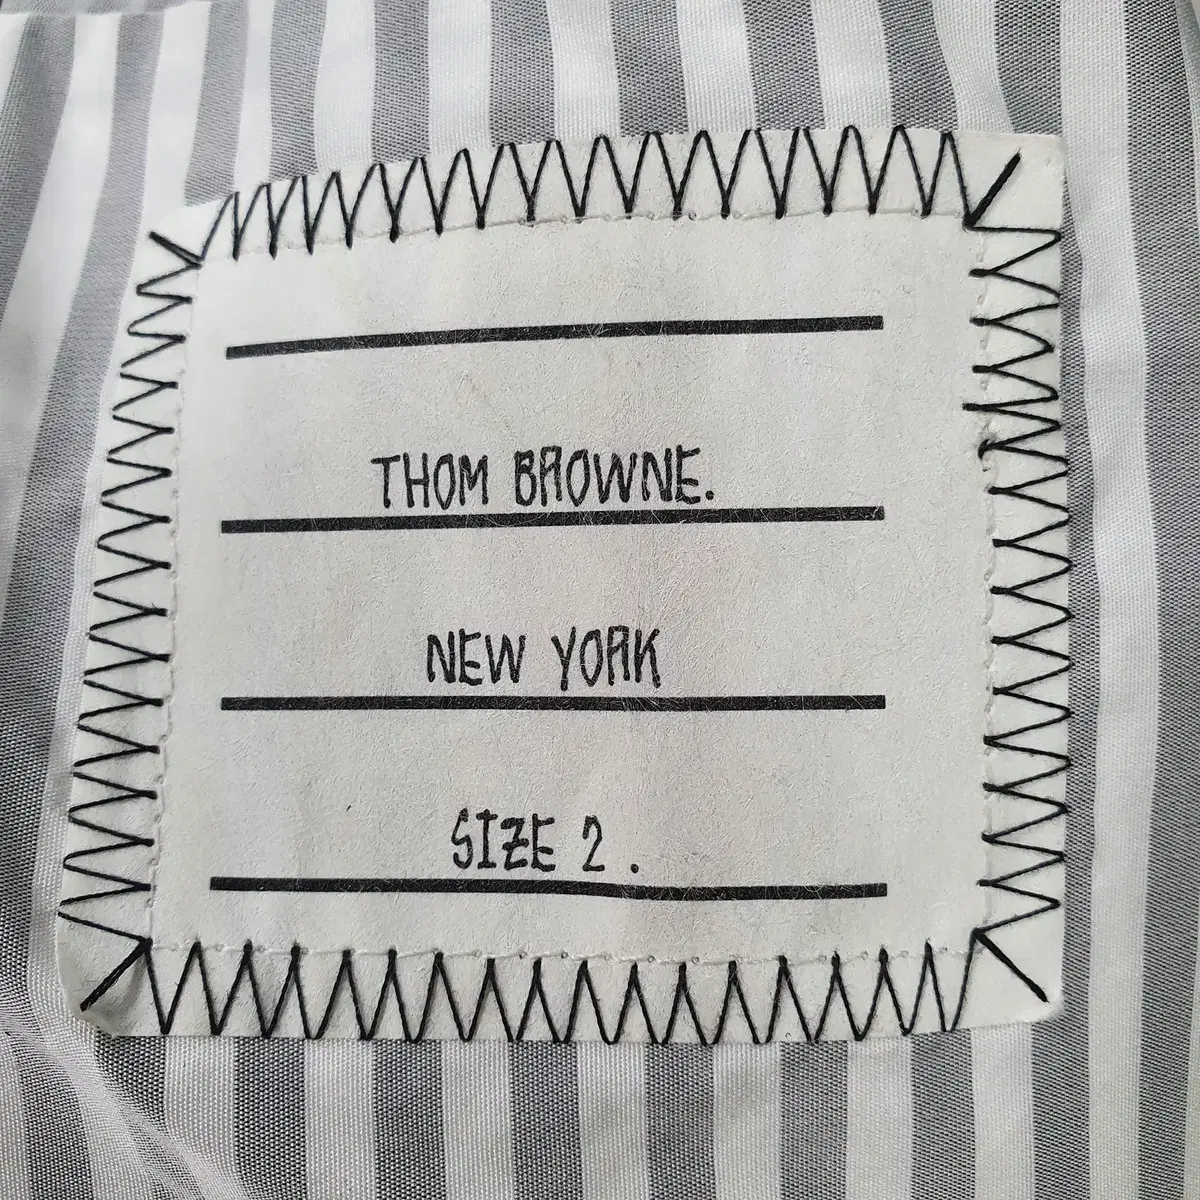 THOM BROWNE.
NEW YORK
SIZE 2.